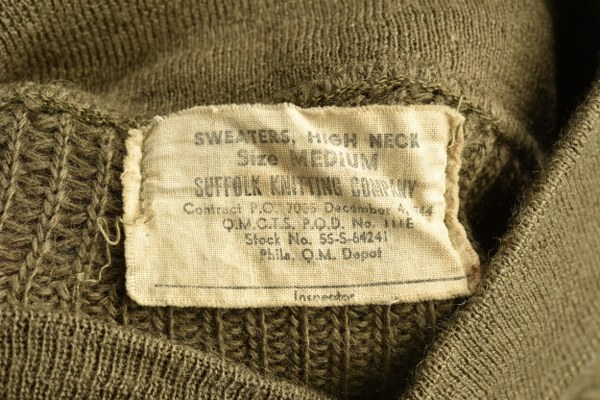 SWEATERS, HIGH NECK
Size MEDIUM
SUFFOLK KNITTING COMPANY
Contract P.O. 7005 December 4, 44
Q.M.C.T.S. P.O.D. No. 111E
Stock No. 55-S-64241
Phila. Q.M. Depot
Inspector